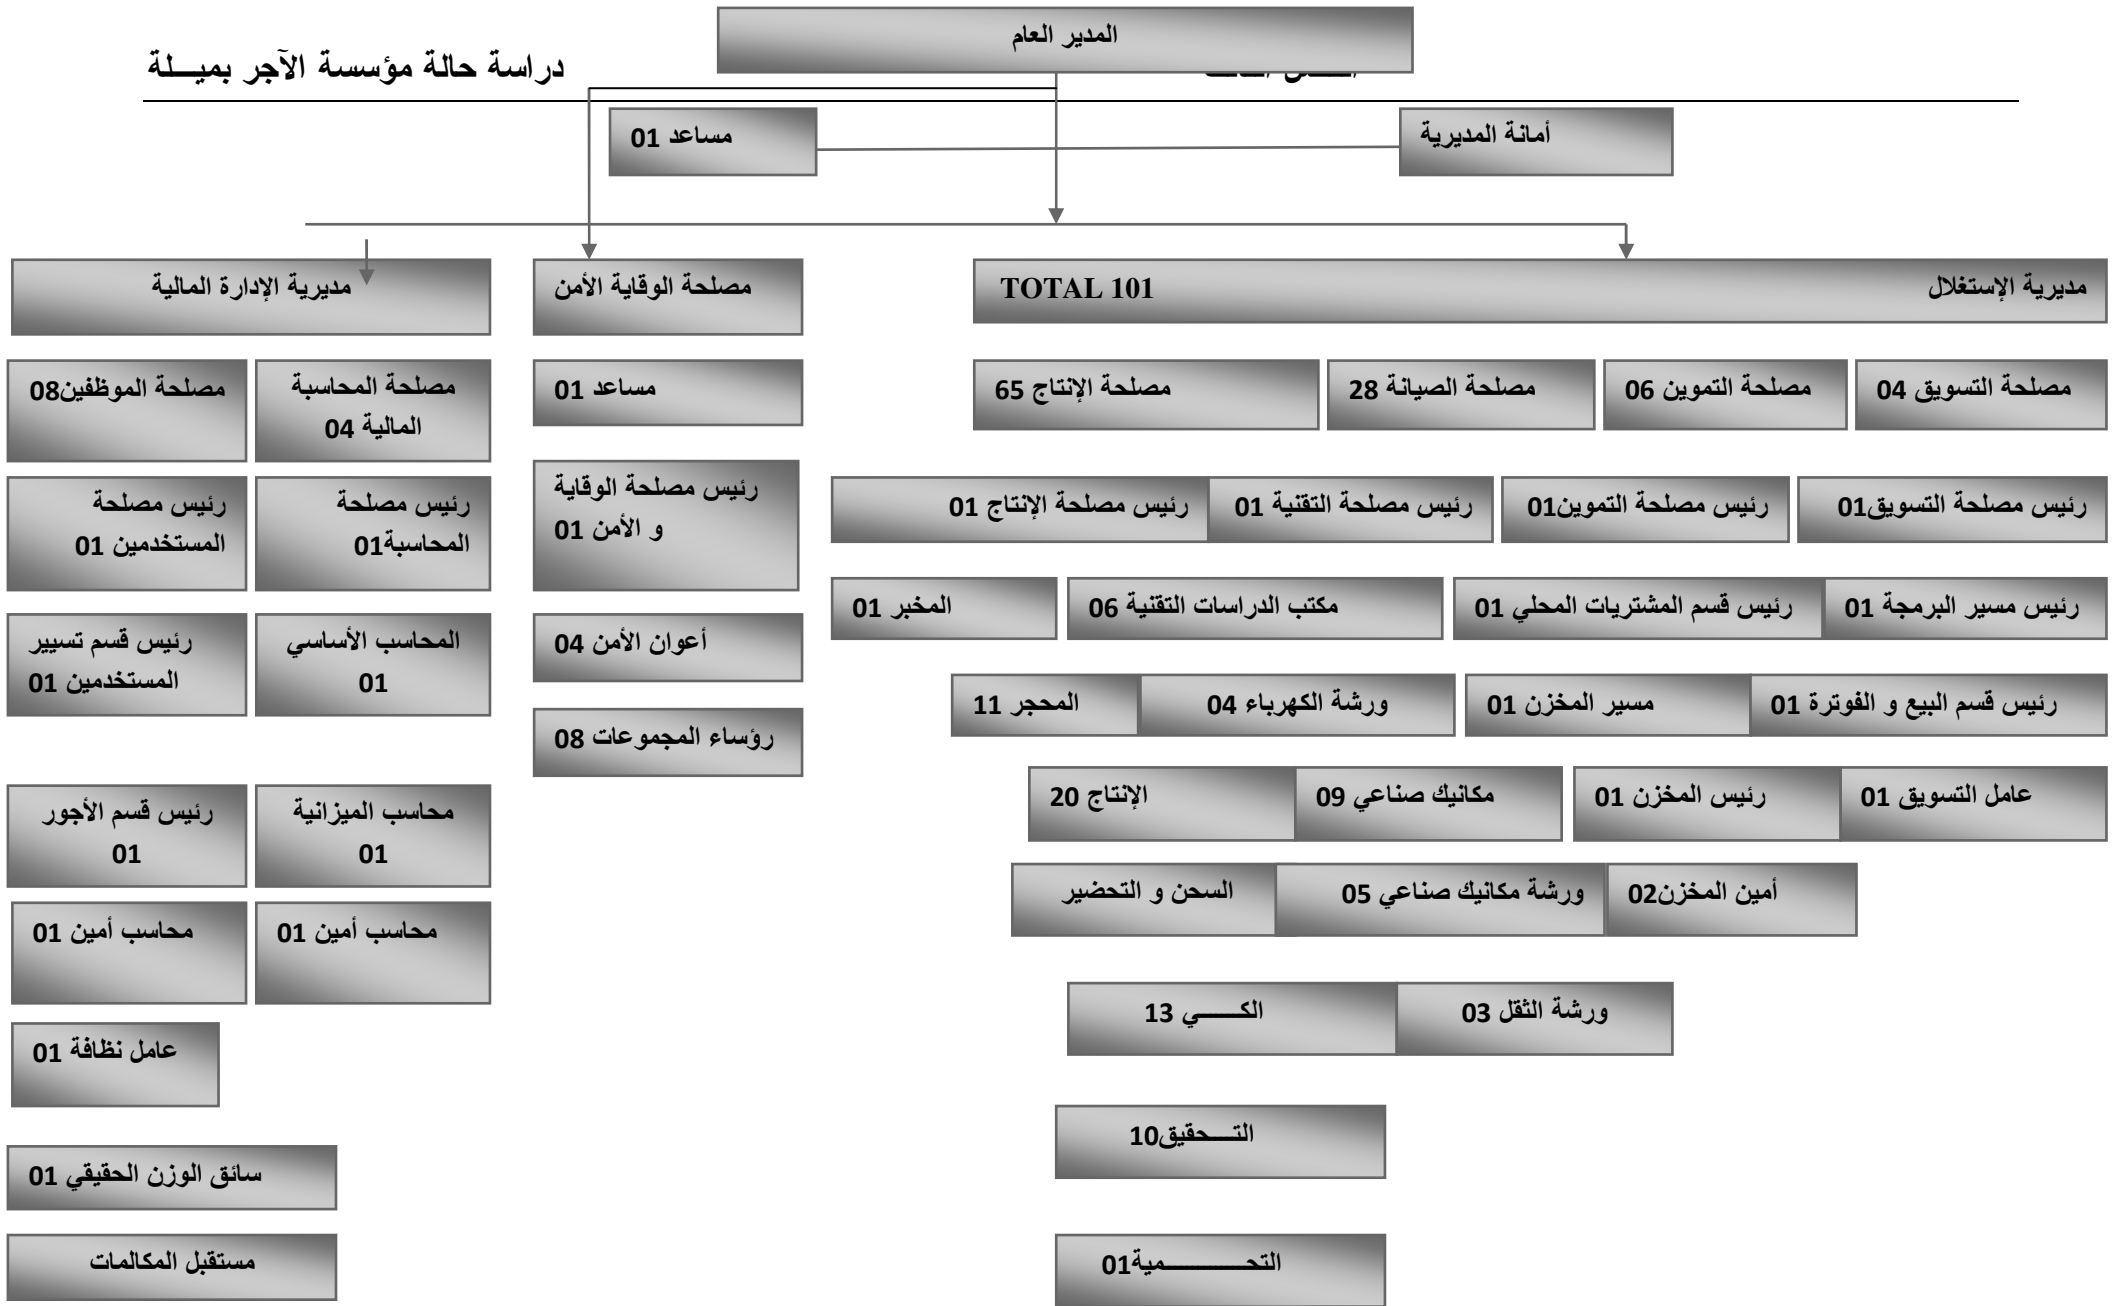 المدير العام
دراسة حالة مؤسسة الآجر بميـــلة
أمانة المديرية
مساعد 01
مديرية الإستغلال TOTAL 101
مصلحة الوقاية الأمن
مديرية الإدارة المالية
مصلحة التسويق 04
مصلحة التموين 06
مصلحة الصيانة 28
مصلحة الإنتاج 65
مساعد 01
مصلحة المحاسبة
المالية 04
مصلحة الموظفين08
رئيس مصلحة التسويق01
رئيس مصلحة التموين01
رئيس مصلحة التقنية 01
رئيس مصلحة الإنتاج 01
رئيس مصلحة الوقاية
و الأمن 01
رئيس مصلحة
المحاسبة01
رئيس مصلحة
المستخدمين 01
رئيس مسير البرمجة 01
رئيس قسم المشتريات المحلي 01
مكتب الدراسات التقنية 06
المخبر 01
أعوان الأمن 04
المحاسب الأساسي
01
رئيس قسم تسيير
المستخدمين 01
رئيس قسم البيع و الفوترة 01
مسير المخزن 01
ورشة الكهرباء 04
المحجر 11
رؤساء المجموعات 08
عامل التسويق 01
رئيس المخزن 01
مكانيك صناعي 09
الإنتاج 20
محاسب الميزانية
01
رئيس قسم الأجور
01
أمين المخزن02
ورشة مكانيك صناعي 05
السحن و التحضير
محاسب أمين 01
محاسب أمين 01
ورشة الثقل 03
الكـــــي 13
عامل نظافة 01
التـــحقيق10
سائق الوزن الحقيقي 01
التحـــــــــمية01
مستقبل المكالمات